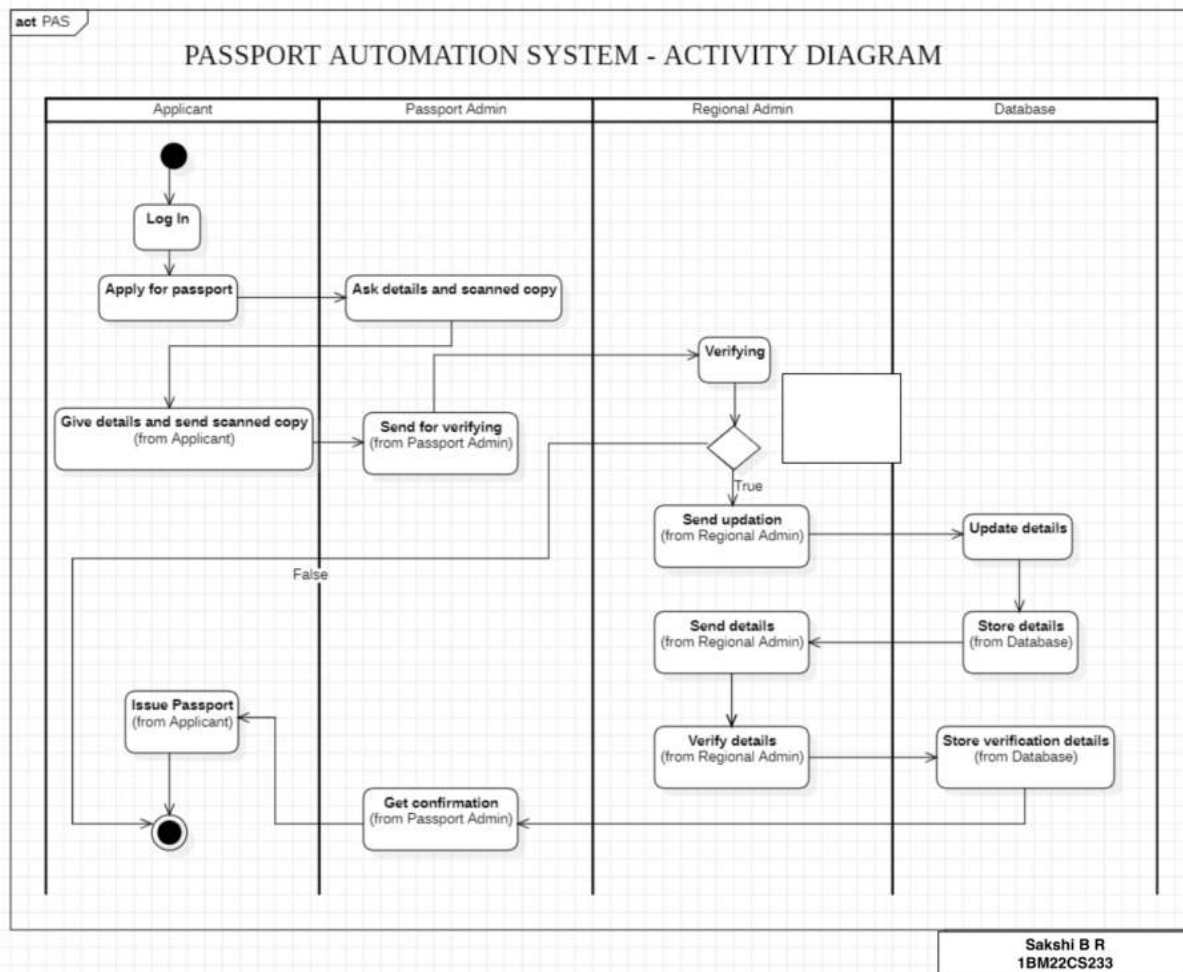 act PAS
PASSPORT AUTOMATION SYSTEM - ACTIVITY DIAGRAM
Applicant
Passport Admin
Regional Admin
Database
Log In
Apply for passport
Ask details and scanned copy
Verifying
Give details and send scanned copy
(from Applicant)
Send for verifying
(from Passport Admin)
True
Send updation
(from Regional Admin)
Update details
False
Send details
(from Regional Admin)
Store details
(from Database)
Issue Passport
(from Applicant)
Verify details
(from Regional Admin)
Store verification details
(from Database)
Get confirmation
(from Passport Admin)
Sakshi B R
1BM22CS233